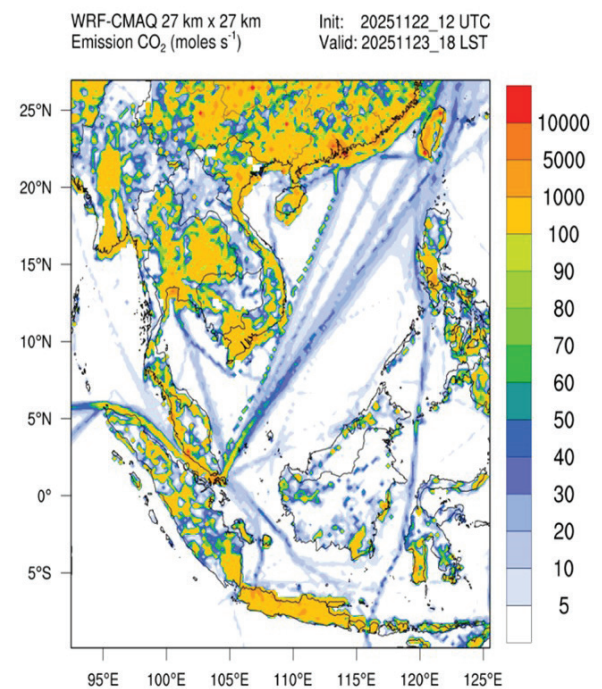 WRF-CMAQ 27 km x 27 km
Init: 20251122_12 UTC
Emission CO₂ (moles s⁻¹)
Valid: 20251123_18 LST
25°N
20°N
15°N
10°N
5°N
0°
5°S
95°E 100°E 105°E 110°E 115°E 120°E 125°E
10000
5000
1000
100
90
80
70
60
50
40
30
20
10
5